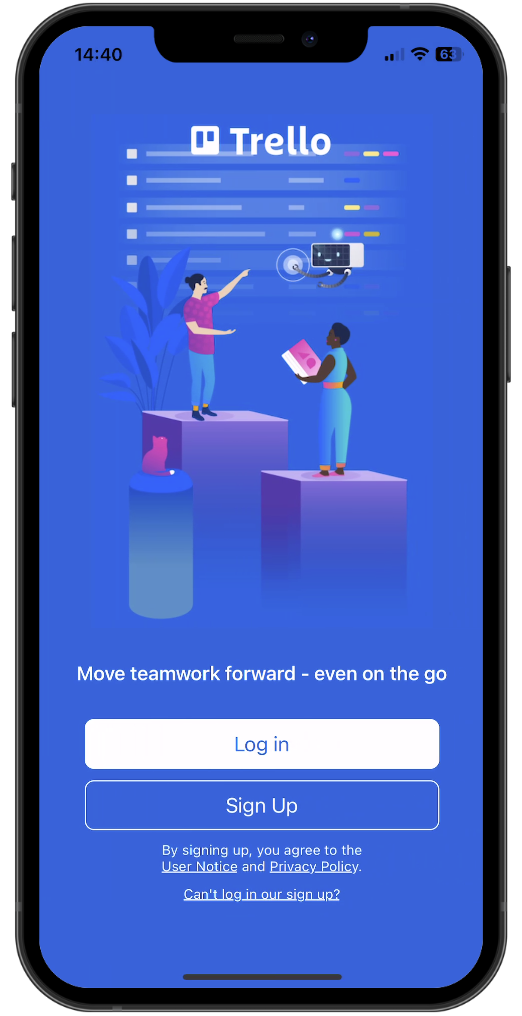 14:40
63
Trello
Move teamwork forward - even on the go
Log in
Sign Up
By signing up, you agree to the
User Notice and Privacy Policy.
Can't log in our sign up?